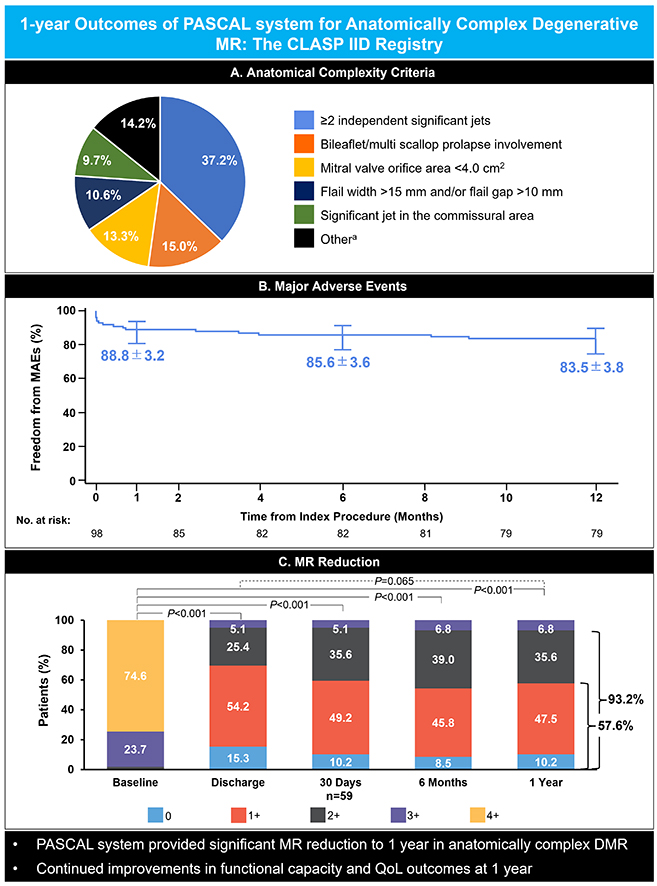 1-year Outcomes of PASCAL system for Anatomically Complex Degenerative
MR: The CLASP IID Registry
A. Anatomical Complexity Criteria
14.2%
37.2%
9.7%
10.6%
13.3%
15.0%
≥2 independent significant jets
Bileaflet/multi scallop prolapse involvement
Mitral valve orifice area <4.0 cm²
Flail width >15 mm and/or flail gap >10 mm
Significant jet in the commissural area
Otherᵃ
B. Major Adverse Events
Freedom from MAEs (%)
100
80
60
40
20
0
88.8 ± 3.2
85.6 ± 3.6
83.5 ± 3.8
0 1 2 4 6 8 10 12
Time from Index Procedure (Months)
No. at risk:
98 85 82 82 81 79 79
C. MR Reduction
P=0.065
P<0.001
P<0.001
P<0.001
P<0.001
Patients (%)
100
80
60
40
20
0
74.6
23.7
5.1
25.4
54.2
15.3
5.1
35.6
49.2
10.2
6.8
39.0
45.8
8.5
6.8
35.6
47.5
10.2
93.2%
57.6%
Baseline Discharge 30 Days 6 Months 1 Year
n=59
0 1+ 2+ 3+ 4+
• PASCAL system provided significant MR reduction to 1 year in anatomically complex DMR
• Continued improvements in functional capacity and QoL outcomes at 1 year